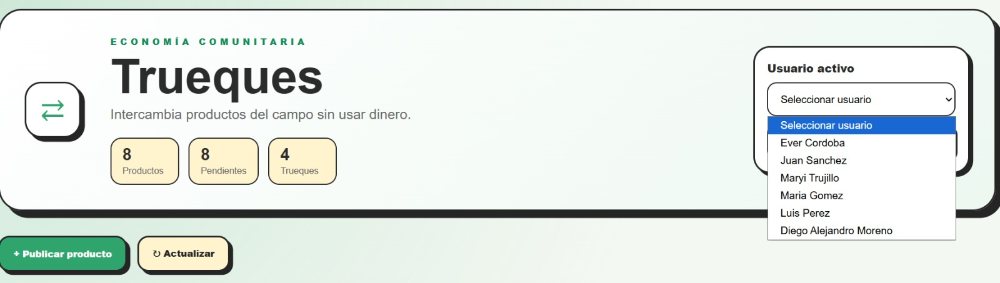 ECONOMÍA COMUNITARIA
Trueques
Intercambia productos del campo sin usar dinero.
8
Productos
8
Pendientes
4
Trueques
Usuario activo
Seleccionar usuario
Seleccionar usuario
Ever Cordoba
Juan Sanchez
Maryi Trujillo
Maria Gomez
Luis Perez
Diego Alejandro Moreno
+ Publicar producto
↻ Actualizar